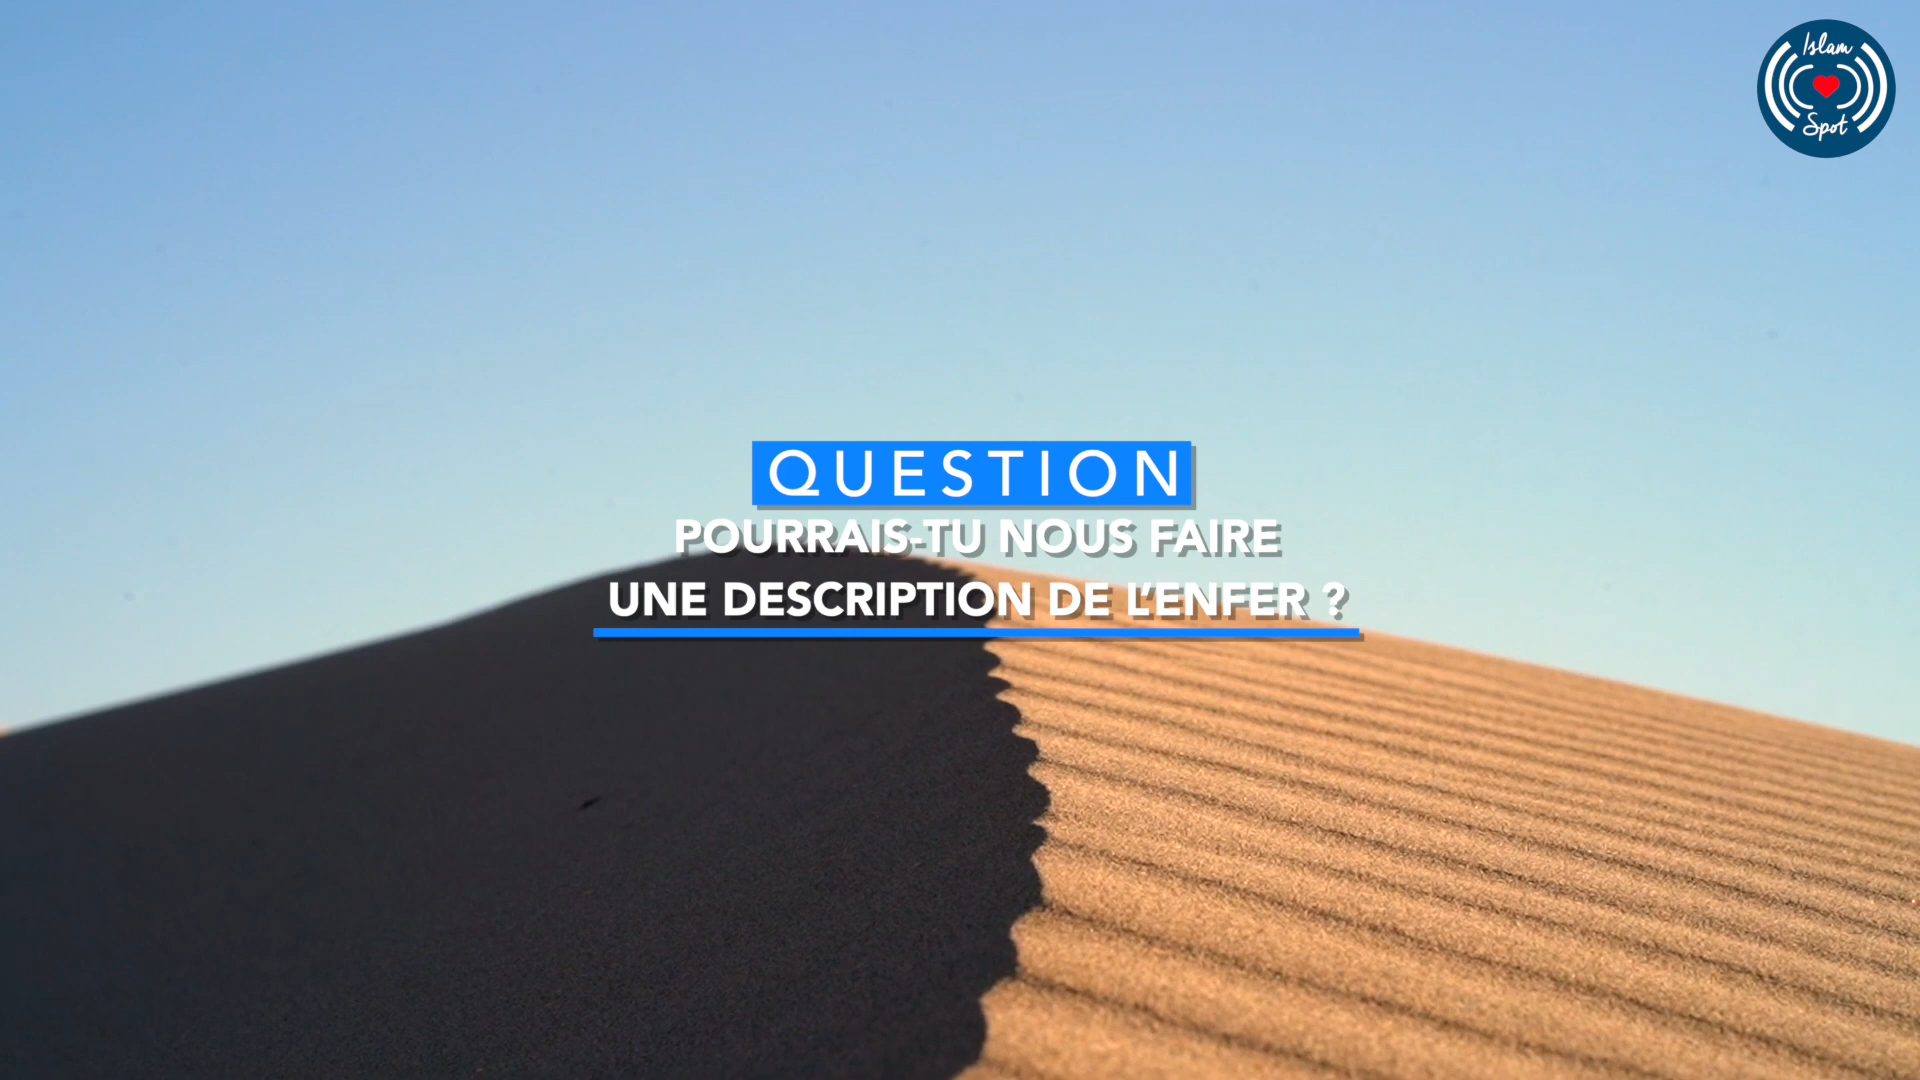 Islam
Spot
QUESTION
POURRAIS-TU NOUS FAIRE
UNE DESCRIPTION DE L'ENFER ?